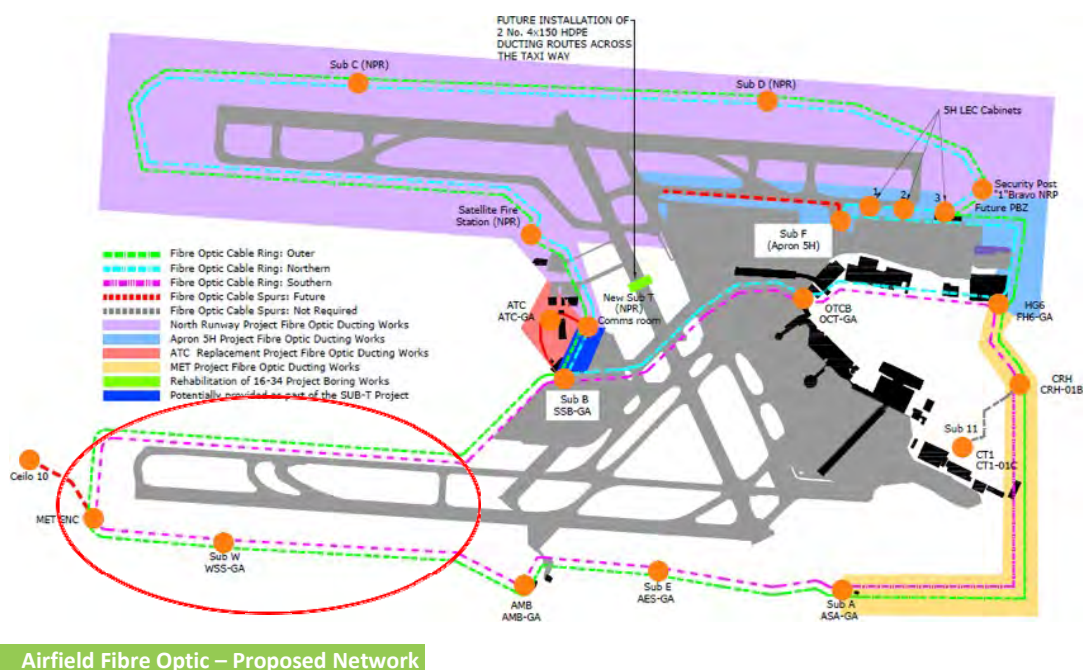 FUTURE INSTALLATION OF
2 No. 4x150 HDPE
DUCTING ROUTES ACROSS
THE TAXI WAY
Sub C (NPR)
Sub D (NPR)
5H LEC Cabinets
1
2
3
Security Post
"1"Bravo NRP
Future PBZ
Satellite Fire
Station (NPR)
Sub F
(Apron 5H)
Fibre Optic Cable Ring: Outer
Fibre Optic Cable Ring: Northern
Fibre Optic Cable Ring: Southern
Fibre Optic Cable Spurs: Future
Fibre Optic Cable Spurs: Not Required
North Runway Project Fibre Optic Ducting Works
Apron 5H Project Fibre Optic Ducting Works
ATC Replacement Project Fibre Optic Ducting Works
MET Project Fibre Optic Ducting Works
Rehabilitation of 16-34 Project Boring Works
Potentially provided as part of the SUB-T Project
ATC
ATC-GA
New Sub T
(NPR)
Comms room
OTCB
OCT-GA
HG6
FH6-GA
Sub B
SSB-GA
CRH
CRH-01B
Sub 11
CT1
CT1-01C
Ceilo 10
MET ENC
Sub W
WSS-GA
AMB
AMB-GA
Sub E
AES-GA
Sub A
ASA-GA
Airfield Fibre Optic – Proposed Network